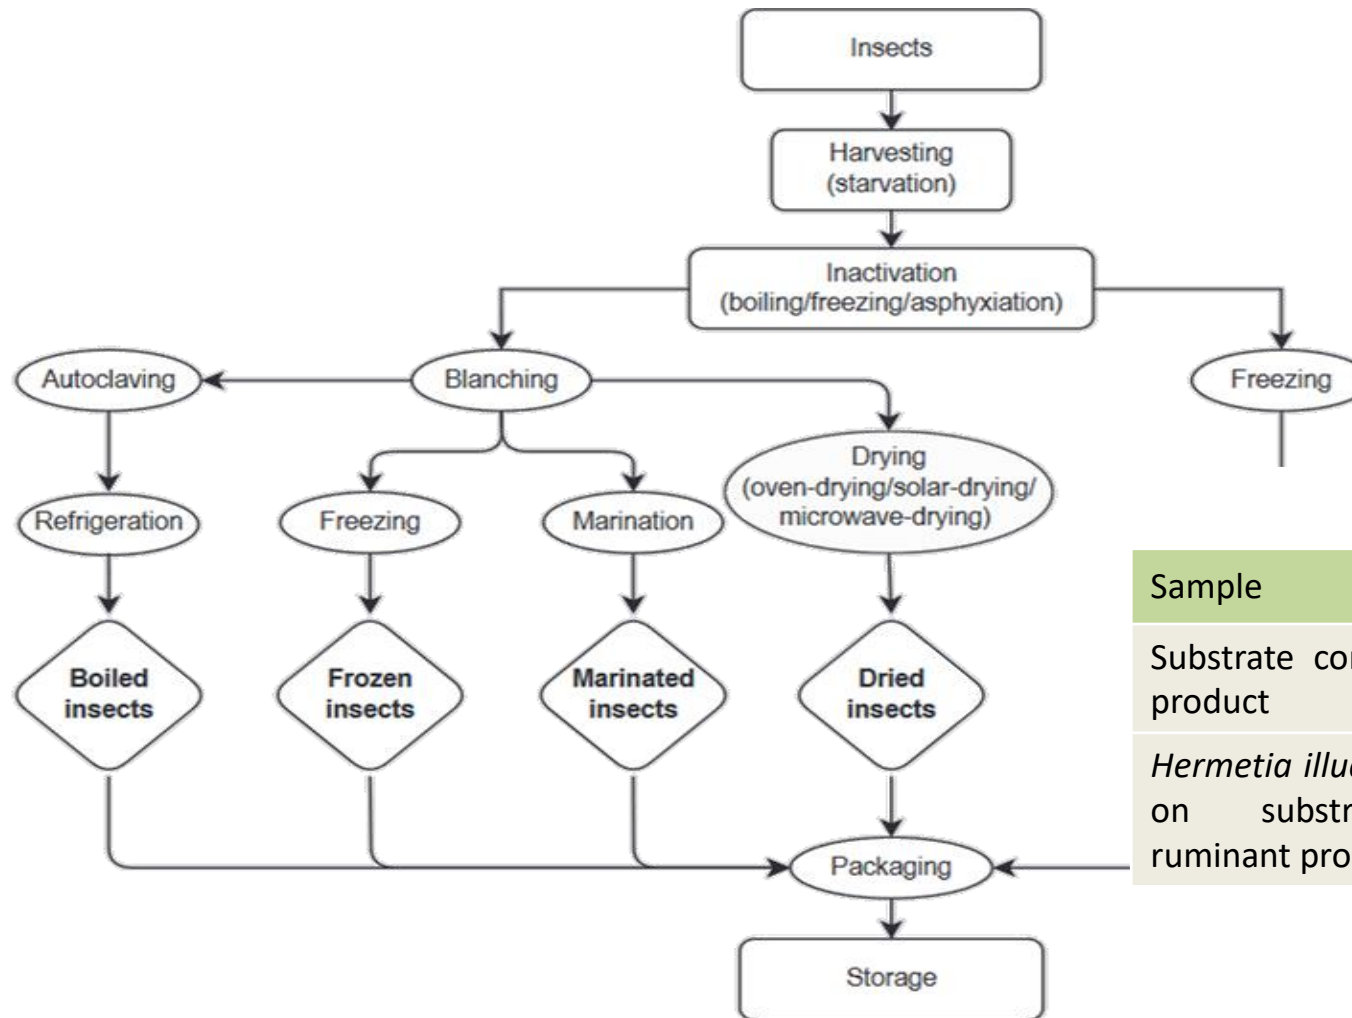 Insects
Harvesting
(starvation)
Inactivation
(boiling/freezing/asphyxiation)
Autoclaving
Blanching
Freezing
Drying
(oven-drying/solar-drying/
microwave-drying)
Refrigeration
Freezing
Marination
Boiled
insects
Frozen
insects
Marinated
insects
Dried
insects
Sample
Substrate
product
Hermetia
on
ruminant
Packaging
Storage